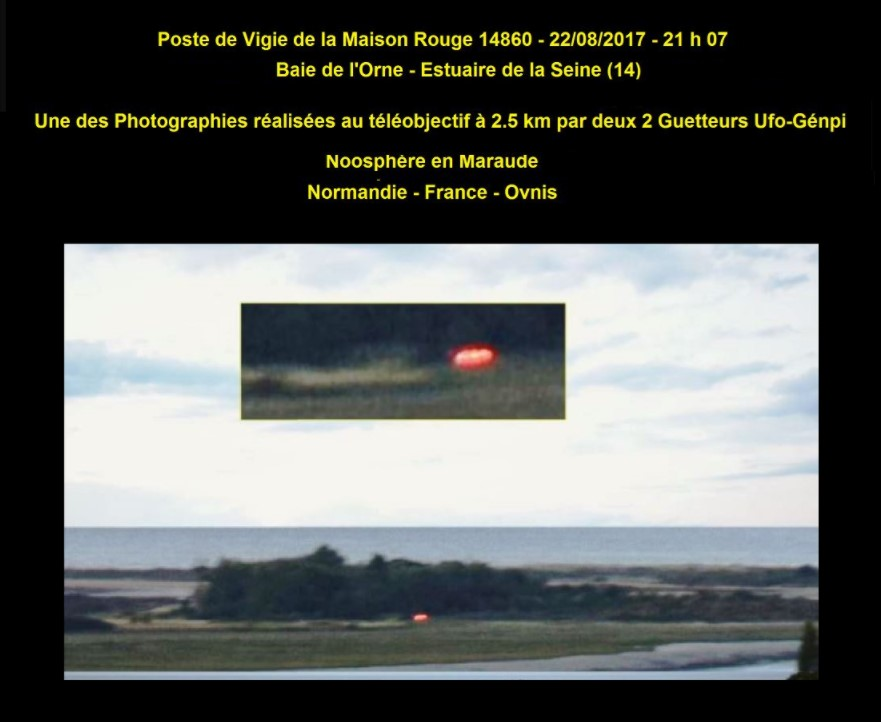 Poste de Vigie de la Maison Rouge 14860 - 22/08/2017 - 21 h 07
Baie de l'Orne - Estuaire de la Seine (14)
Une des Photographies réalisées au téléobjectif à 2.5 km par deux 2 Guetteurs Ufo-Génpi
Noosphère en Maraude
Normandie - France - Ovnis